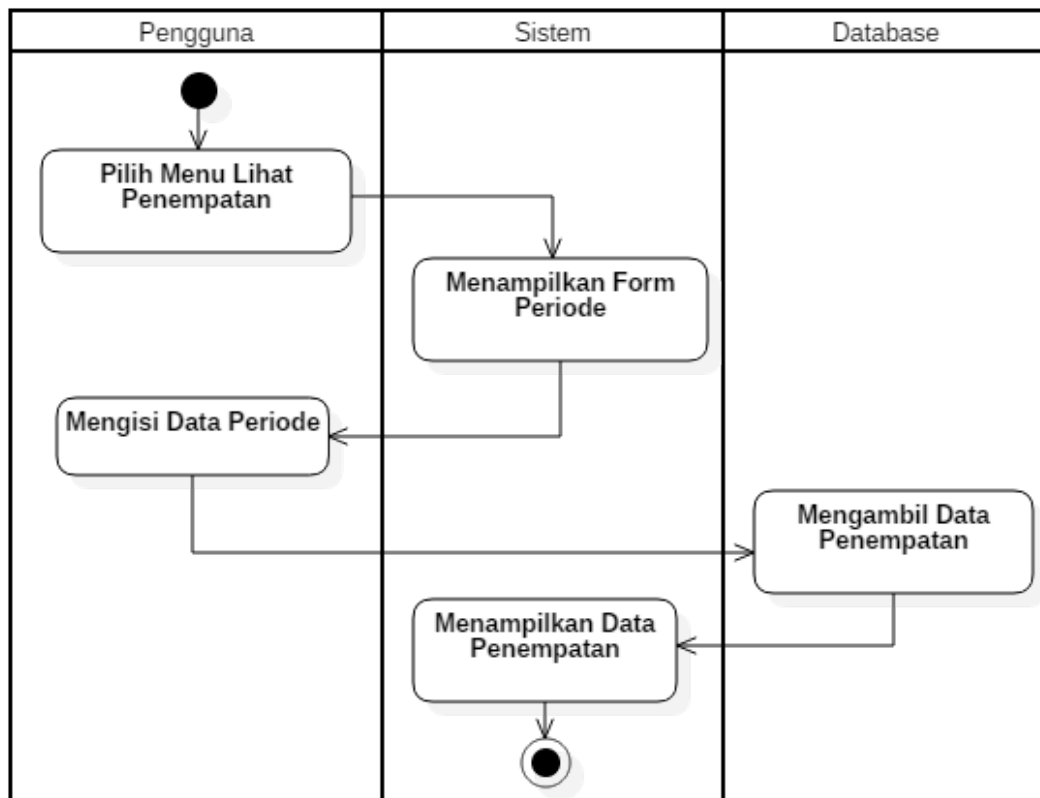 Pengguna
Sistem
Database
Pilih Menu Lihat
Penempatan
Menampilkan Form
Periode
Mengisi Data Periode
Mengambil Data
Penempatan
Menampilkan Data
Penempatan